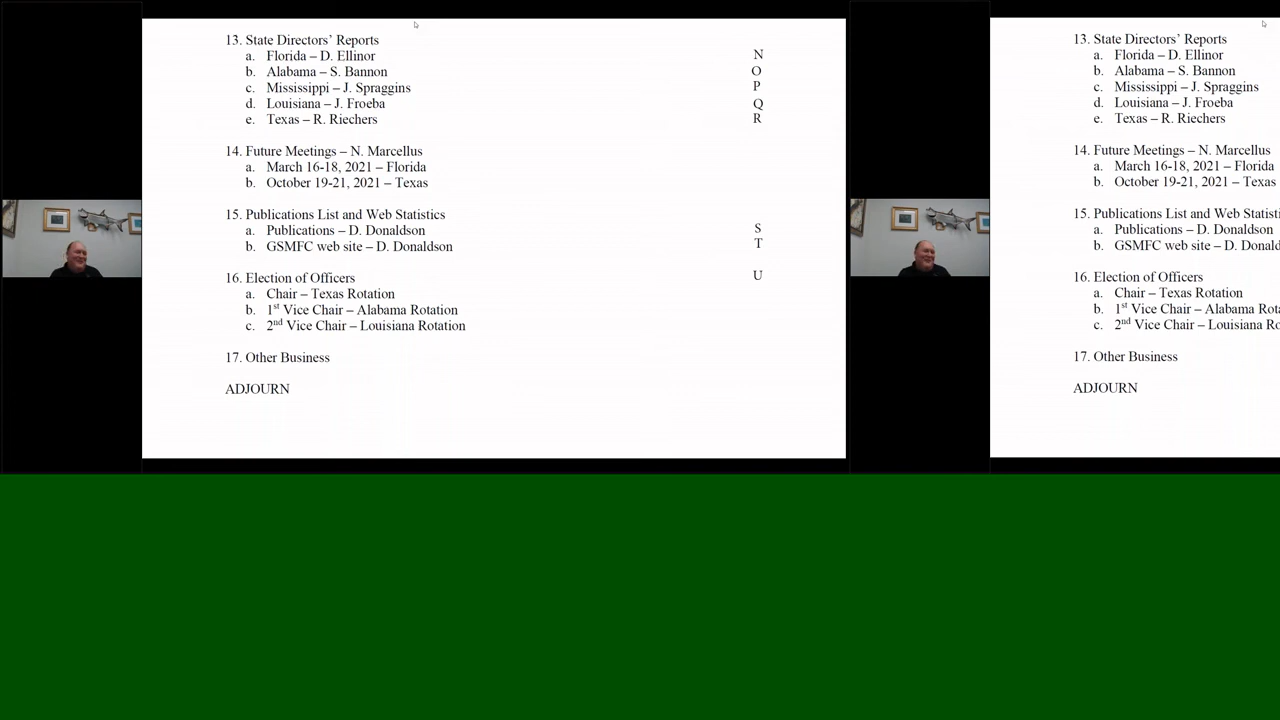 13. State Directors' Reports
a. Florida – D. Ellinor N
b. Alabama – S. Bannon O
c. Mississippi – J. Spraggins P
d. Louisiana – J. Froeba Q
e. Texas – R. Riechers R
14. Future Meetings – N. Marcellus
a. March 16-18, 2021 – Florida
b. October 19-21, 2021 – Texas
15. Publications List and Web Statistics
a. Publications – D. Donaldson S
b. GSMFC web site – D. Donaldson T
16. Election of Officers U
a. Chair – Texas Rotation
b. 1st Vice Chair – Alabama Rotation
c. 2nd Vice Chair – Louisiana Rotation
17. Other Business
ADJOURN
13. State Directors' Reports
a. Florida – D. Ellinor
b. Alabama – S. Bannon
c. Mississippi – J. Spraggins
d. Louisiana – J. Froeba
e. Texas – R. Riechers
14. Future Meetings – N. Marcellus
a. March 16-18, 2021 – Florida
b. October 19-21, 2021 – Texas
15. Publications List and Web Statisti
a. Publications – D. Donaldson
b. GSMFC web site – D. Donald
16. Election of Officers
a. Chair – Texas Rotation
b. 1st Vice Chair – Alabama Rota
c. 2nd Vice Chair – Louisiana Ro
17. Other Business
ADJOURN